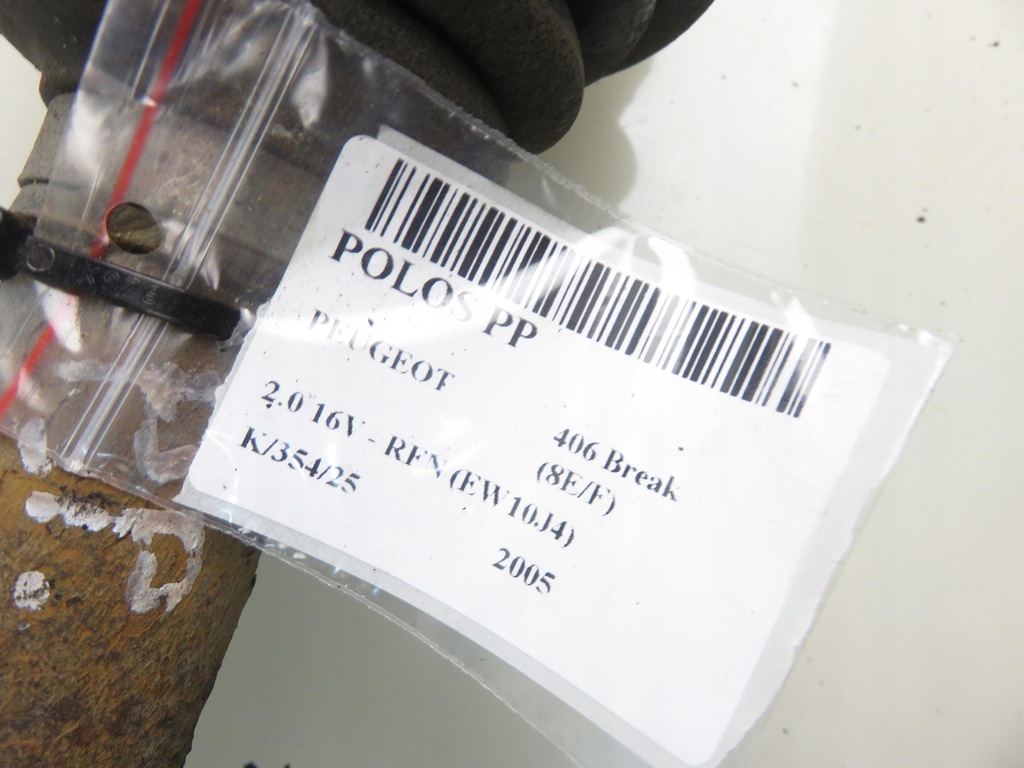 POLOS PP
PEUGEOT
406 Break
(8E/F)
2.0 16V - RFN (EW10J4)
K/354/25
2005